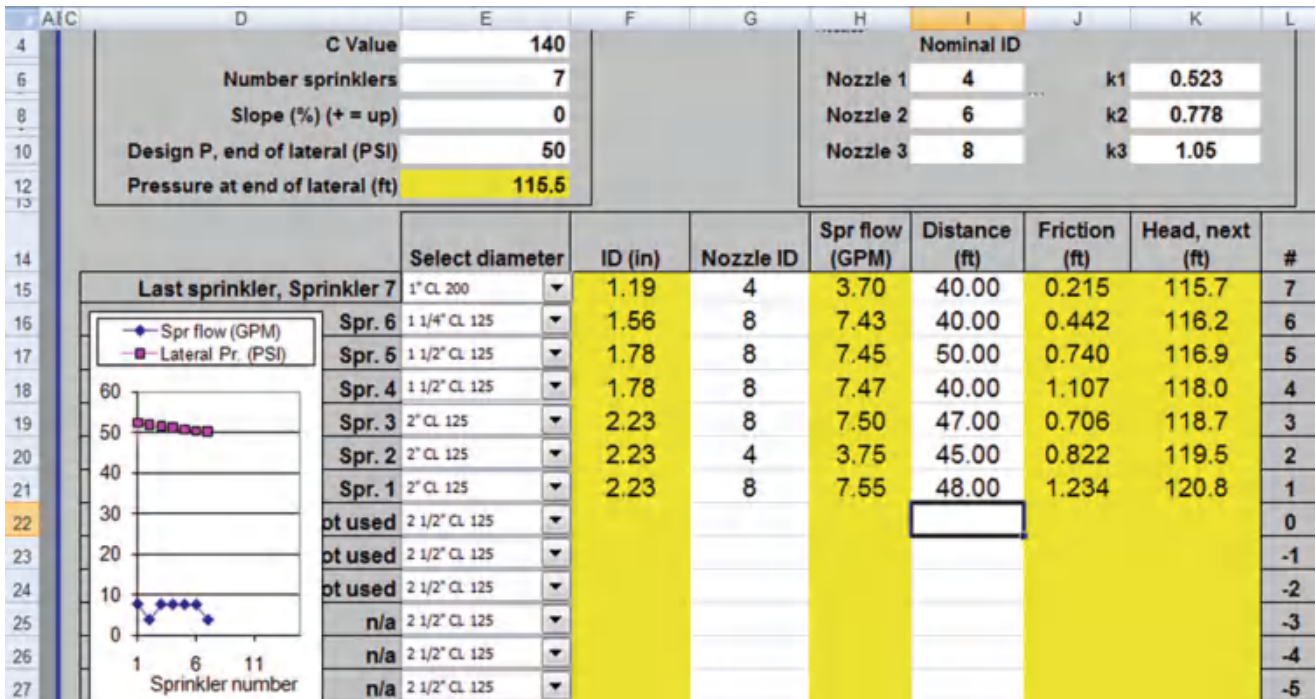 A B C D E F G H I J K L
4 C Value 140 Nominal ID
6 Number sprinklers 7 Nozzle 1 4 k1 0.523
8 Slope (%) (+ = up) 0 Nozzle 2 6 k2 0.778
10 Design P, end of lateral (PSI) 50 Nozzle 3 8 k3 1.05
12 Pressure at end of lateral (ft) 115.5
13
14 Select diameter ID (in) Nozzle ID Spr flow (GPM) Distance (ft) Friction (ft) Head, next (ft) #
15 Last sprinkler, Sprinkler 7 1" CL 200 1.19 4 3.70 40.00 0.215 115.7 7
16 Spr. 6 1 1/4" CL 125 1.56 8 7.43 40.00 0.442 116.2 6
17 Spr. 5 1 1/2" CL 125 1.78 8 7.45 50.00 0.740 116.9 5
18 Spr. 4 1 1/2" CL 125 1.78 8 7.47 40.00 1.107 118.0 4
19 Spr. 3 2" CL 125 2.23 8 7.50 47.00 0.706 118.7 3
20 Spr. 2 2" CL 125 2.23 4 3.75 45.00 0.822 119.5 2
21 Spr. 1 2" CL 125 2.23 8 7.55 48.00 1.234 120.8 1
22 ot used 2 1/2" CL 125 0
23 ot used 2 1/2" CL 125 -1
24 ot used 2 1/2" CL 125 -2
25 n/a 2 1/2" CL 125 -3
26 n/a 2 1/2" CL 125 -4
27 n/a 2 1/2" CL 125 -5
Spr flow (GPM)
Lateral Pr. (PSI)
60
50
40
30
20
10
0
1 6 11
Sprinkler number